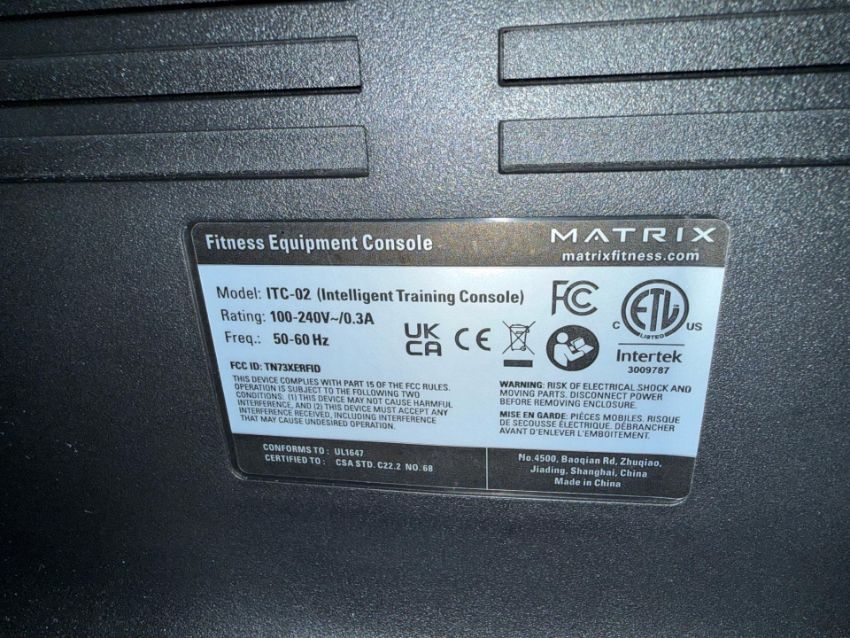 Fitness Equipment Console
MATRIX
matrixfitness.com
Model: ITC-02 (Intelligent Training Console)
Rating: 100-240V~/0.3A
Freq.: 50-60 Hz
FCC ID: TN73XERFID
THIS DEVICE COMPLIES WITH PART 15 OF THE FCC RULES.
OPERATION IS SUBJECT TO THE FOLLOWING TWO
CONDITIONS: (1) THIS DEVICE MAY NOT CAUSE HARMFUL
INTERFERENCE, AND (2) THIS DEVICE MUST ACCEPT ANY
INTERFERENCE RECEIVED, INCLUDING INTERFERENCE
THAT MAY CAUSE UNDESIRED OPERATION.
UK
CA
CE
FC
C ETL US
LISTED
Intertek
3009787
WARNING: RISK OF ELECTRICAL SHOCK AND
MOVING PARTS. DISCONNECT POWER
BEFORE REMOVING ENCLOSURE.
MISE EN GARDE: PIÈCES MOBILES. RISQUE
DE SECOUSSE ÉLECTRIQUE. DÉBRANCHER
AVANT D'ENLEVER L'EMBOITEMENT.
CONFORMS TO: UL1647
CERTIFIED TO: CSA STD. C22.2 NO. 68
No.4500, Baoqian Rd, Zhuqiao,
Jiading, Shanghai, China
Made in China